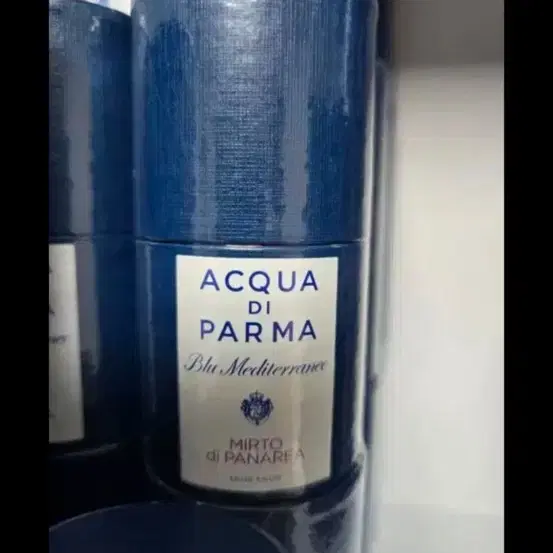 ACQUA
DI
PARMA
Blu Mediterraneo
MIRTO
di PANAREA